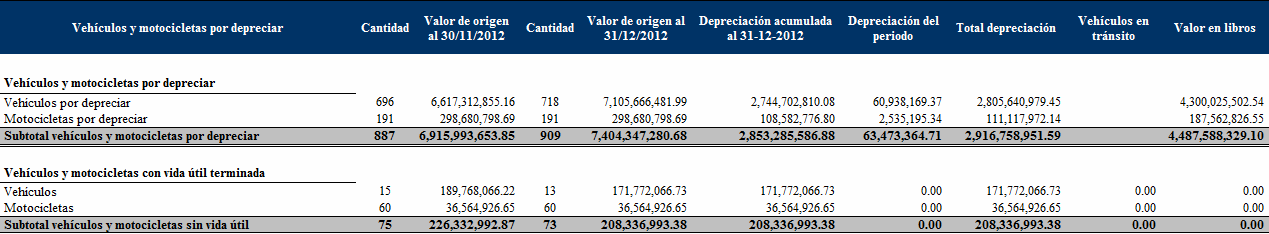 Vehículos y motocicletas por depreciar Cantidad Valor de origen al 30/11/2012 Cantidad Valor de origen al 31/12/2012 Depreciación acumulada al 31-12-2012 Depreciación del periodo Total depreciación Vehículos en tránsito Valor en libros
Vehículos y motocicletas por depreciar
Vehículos por depreciar 696 6,617,312,855.16 718 7,105,666,481.99 2,744,702,810.08 60,938,169.37 2,805,640,979.45 4,300,025,502.54
Motocicletas por depreciar 191 298,680,798.69 191 298,680,798.69 108,582,776.80 2,535,195.34 111,117,972.14 187,562,826.55
Subtotal vehículos y motocicletas por depreciar 887 6,915,993,653.85 909 7,404,347,280.68 2,853,285,586.88 63,473,364.71 2,916,758,951.59 4,487,588,329.10
Vehículos y motocicletas con vida útil terminada
Vehículos 15 189,768,066.22 13 171,772,066.73 171,772,066.73 0.00 171,772,066.73 0.00 0.00
Motocicletas 60 36,564,926.65 60 36,564,926.65 36,564,926.65 0.00 36,564,926.65 0.00 0.00
Subtotal vehículos y motocicletas sin vida útil 75 226,332,992.87 73 208,336,993.38 208,336,993.38 0.00 208,336,993.38 0.00 0.00